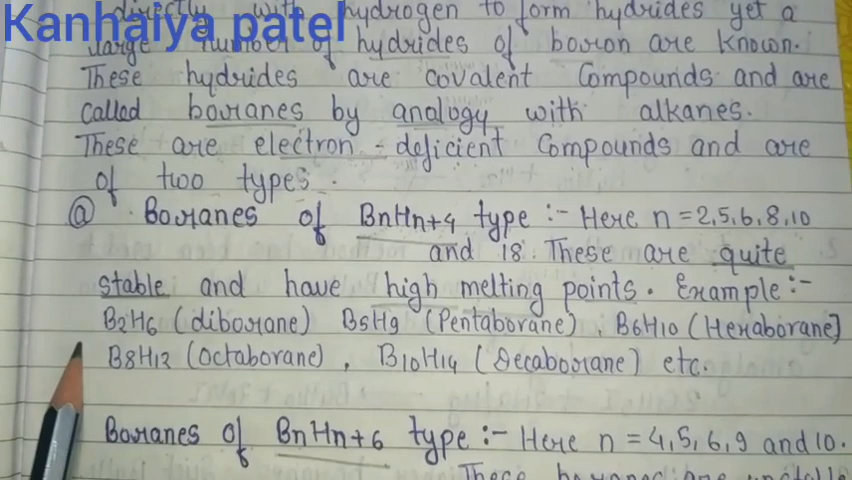 Kanhaiya patel
directly with hydrogen to form hydrides yet a
large number of hydrides of boron are known.
These hydrides are covalent Compounds and are
Called boranes by analogy with alkanes.
These are electron - deficient Compounds and are
of two types.
(a) Boranes of BnHn+4 type :- Here n = 2,5,6,8,10
and 18. These are quite
stable and have high melting points. Example :-
B2H6 (diborane) B5H9 (Pentaborane), B6H10 (Hexaborane)
B8H12 (Octaborane), B10H14 (Decaborane) etc.
Boranes of BnHn+6 type :- Here n = 4,5,6,9 and 10.
These boranes are